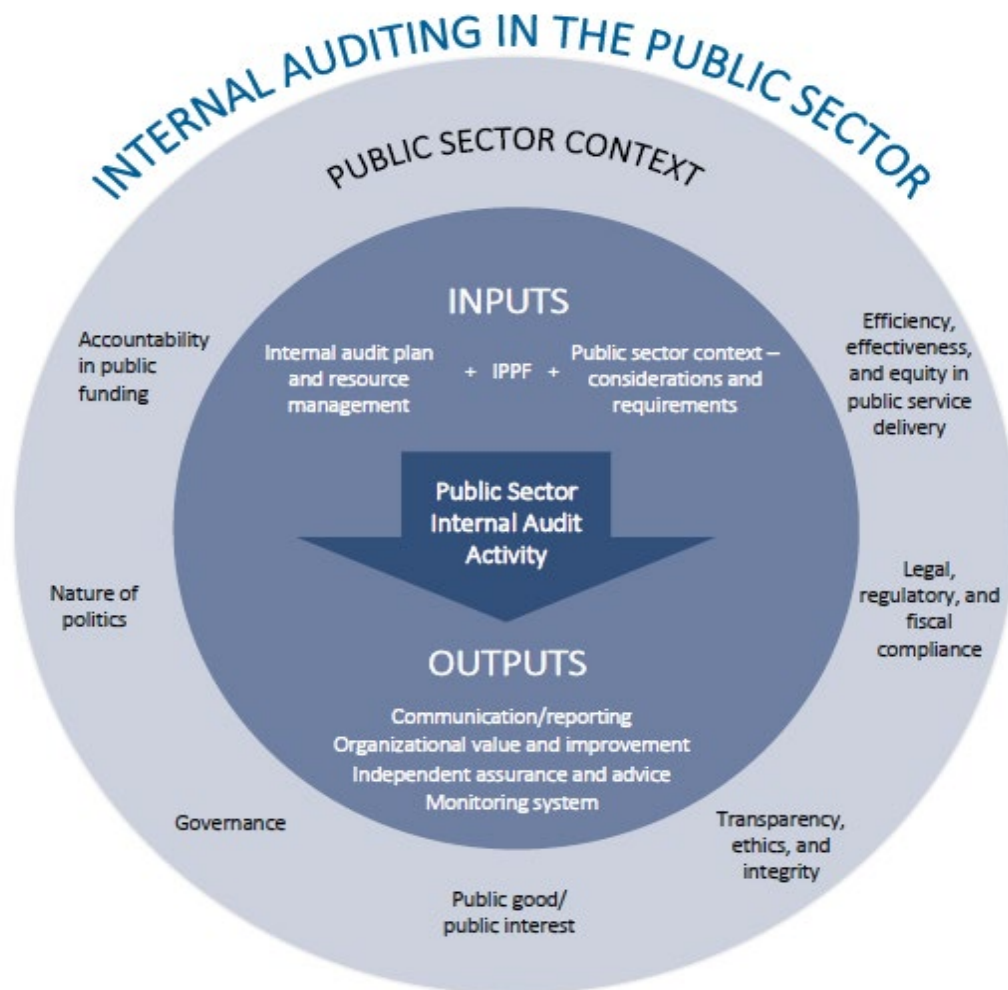 INTERNAL AUDITING IN THE PUBLIC SECTOR
PUBLIC SECTOR CONTEXT
INPUTS
Internal audit plan
and resource
management
+ IPPF +
Public sector context –
considerations and
requirements
Public Sector
Internal Audit
Activity
OUTPUTS
Communication/reporting
Organizational value and improvement
Independent assurance and advice
Monitoring system
Accountability
in public
funding
Nature of
politics
Governance
Public good/
public interest
Transparency,
ethics, and
integrity
Legal,
regulatory, and
fiscal
compliance
Efficiency,
effectiveness,
and equity in
public service
delivery